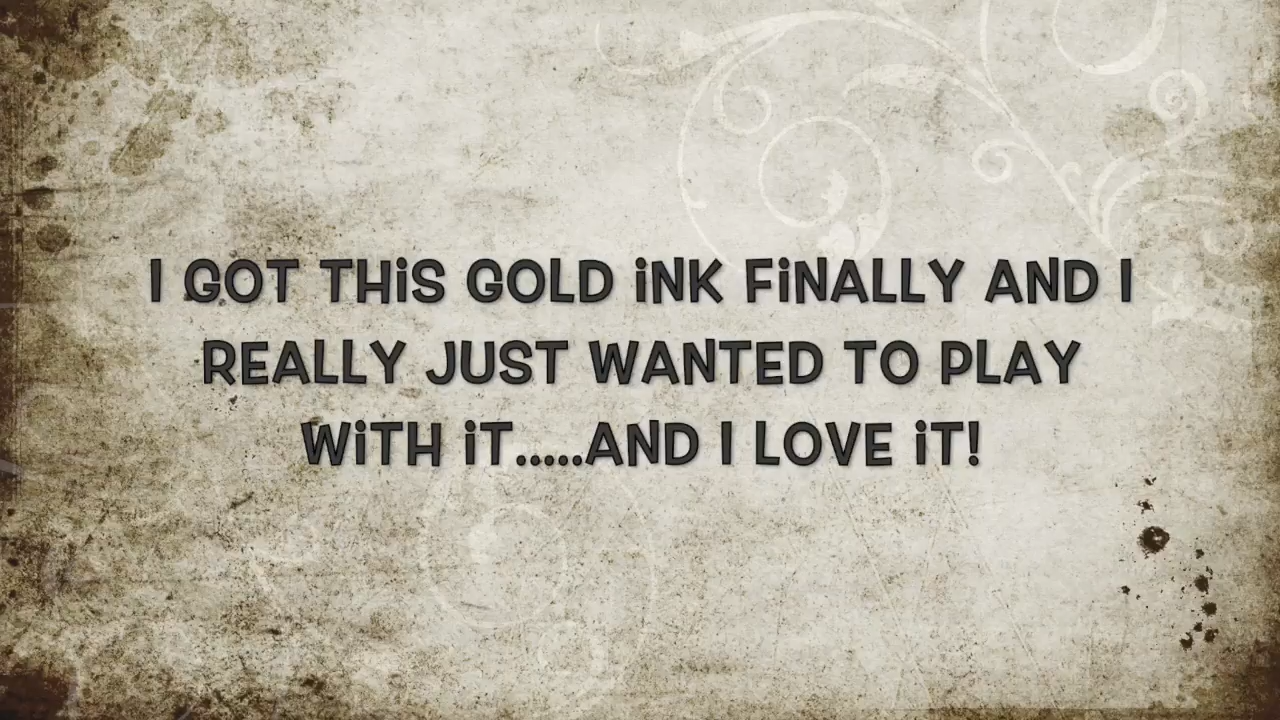 I GOT THiS GOLD iNK FiNALLY AND I
REALLY JUST WANTED TO PLAY
WiTH iT.....AND I LOVE iT!